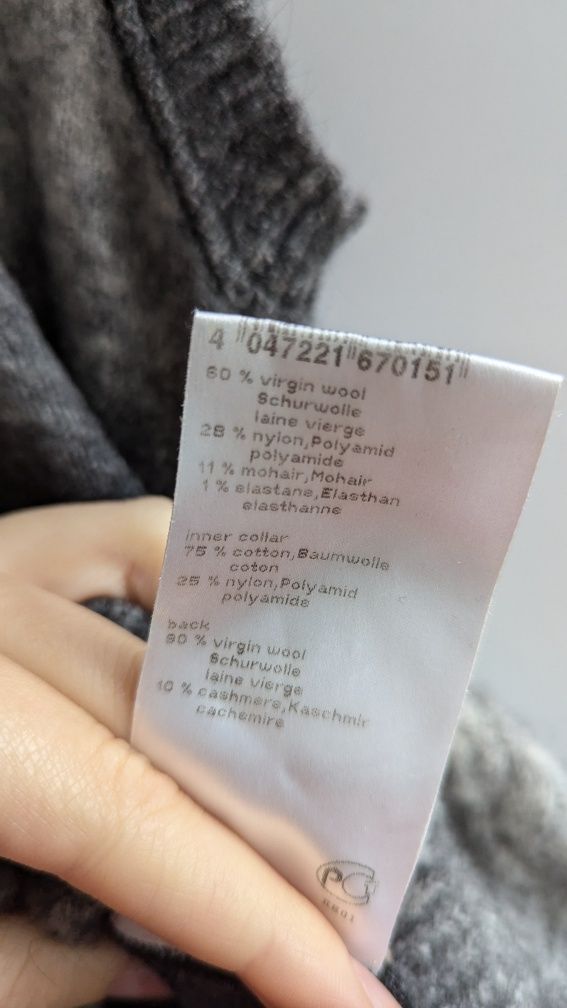 4 047221 670151
60 % virgin wool
Schurwolle
laine vierge
28 % nylon,Polyamid
polyamide
11 % mohair,Mohair
1 % elastane,Elasthan
elasthanne
inner collar
75 % cotton,Baumwolle
coton
25 % nylon,Polyamid
polyamide
back
90 % virgin wool
Schurwolle
laine vierge
10 % cashmere,Kaschmir
cachemire